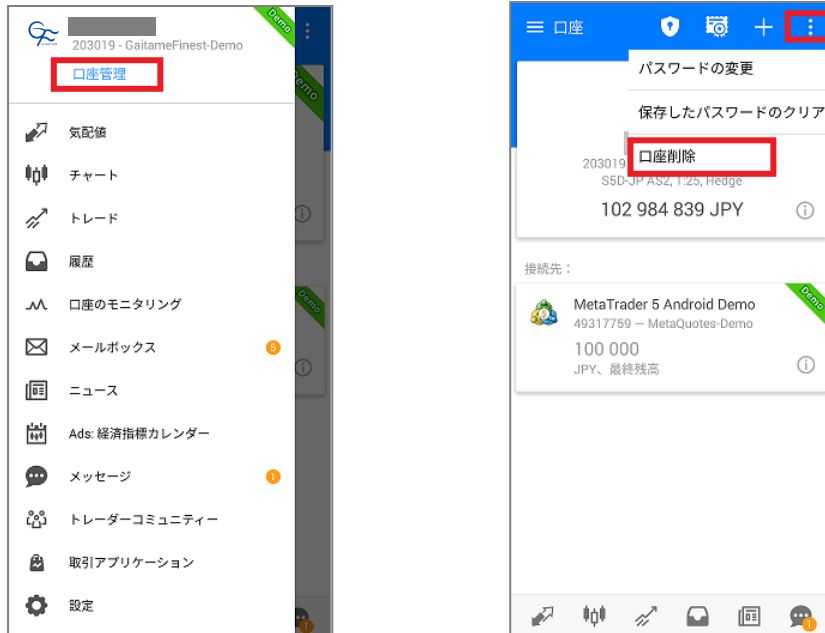 Demo
203019 - GaitameFinest-Demo
口座管理
Demo
気配値
チャート
トレード
履歴
口座のモニタリング
メールボックス
5
ニュース
Ads: 経済指標カレンダー
メッセージ
1
トレーダーコミュニティー
取引アプリケーション
設定
1
口座
パスワードの変更
保存したパスワードのクリア
口座削除
203019
S5D-JP AS2, 1:25, Hedge
102 984 839 JPY
接続先：
Demo
MetaTrader 5 Android Demo
49317759 — MetaQuotes-Demo
100 000
JPY、最終残高
1